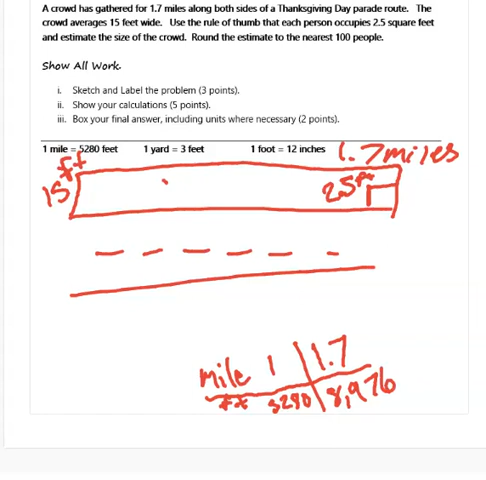 A crowd has gathered for 1.7 miles along both sides of a Thanksgiving Day parade route. The
crowd averages 15 feet wide. Use the rule of thumb that each person occupies 2.5 square feet
and estimate the size of the crowd. Round the estimate to the nearest 100 people.
Show All Work.
i. Sketch and Label the problem (3 points).
ii. Show your calculations (5 points).
iii. Box your final answer, including units where necessary (2 points).
1 mile = 5280 feet 1 yard = 3 feet 1 foot = 12 inches
1.7 miles
15 ft
mile 1 1.7
5280 8,976